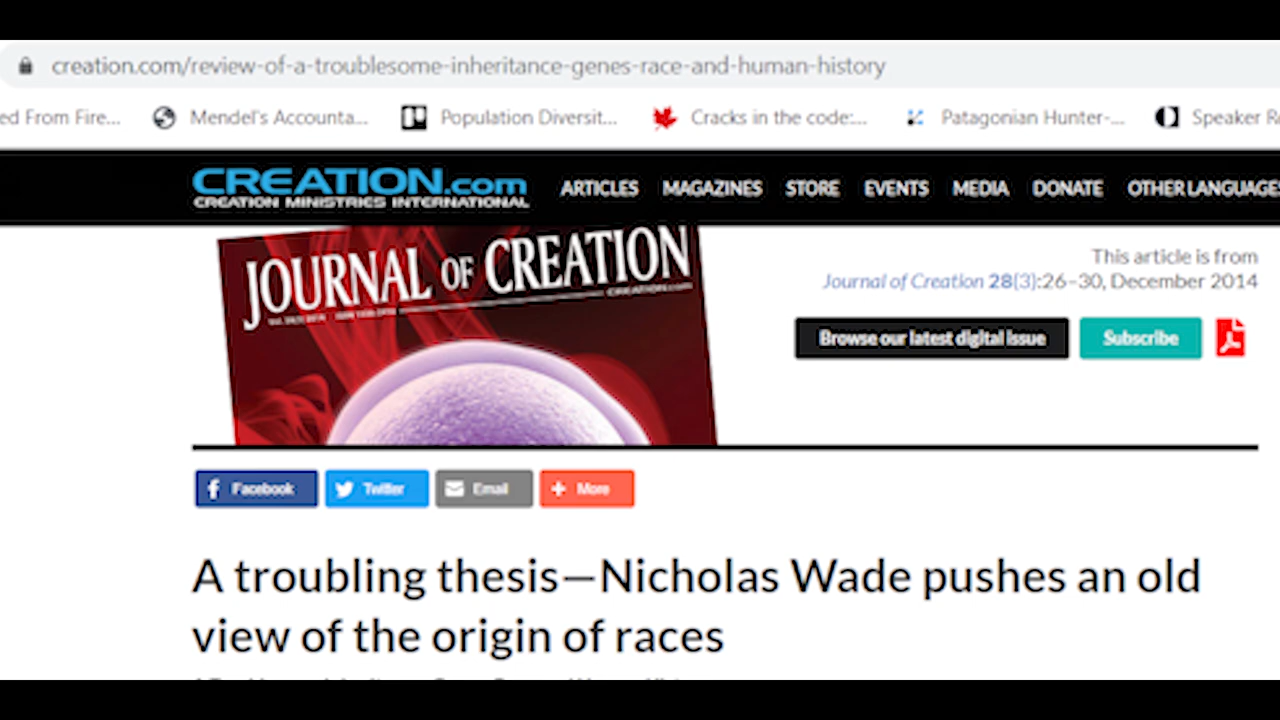 creation.com/review-of-a-troublesome-inheritance-genes-race-and-human-history
ed From Fire... Mendel's Accounta... Population Diversit... Cracks in the code:... Patagonian Hunter-... Speaker R
CREATION.com ARTICLES MAGAZINES STORE EVENTS MEDIA DONATE OTHER LANGUAGES
CREATION MINISTRIES INTERNATIONAL
JOURNAL OF CREATION
CREATION.com
This article is from
Journal of Creation 28(3):26–30, December 2014
Browse our latest digital issue Subscribe
Facebook Twitter Email More
A troubling thesis—Nicholas Wade pushes an old
view of the origin of races